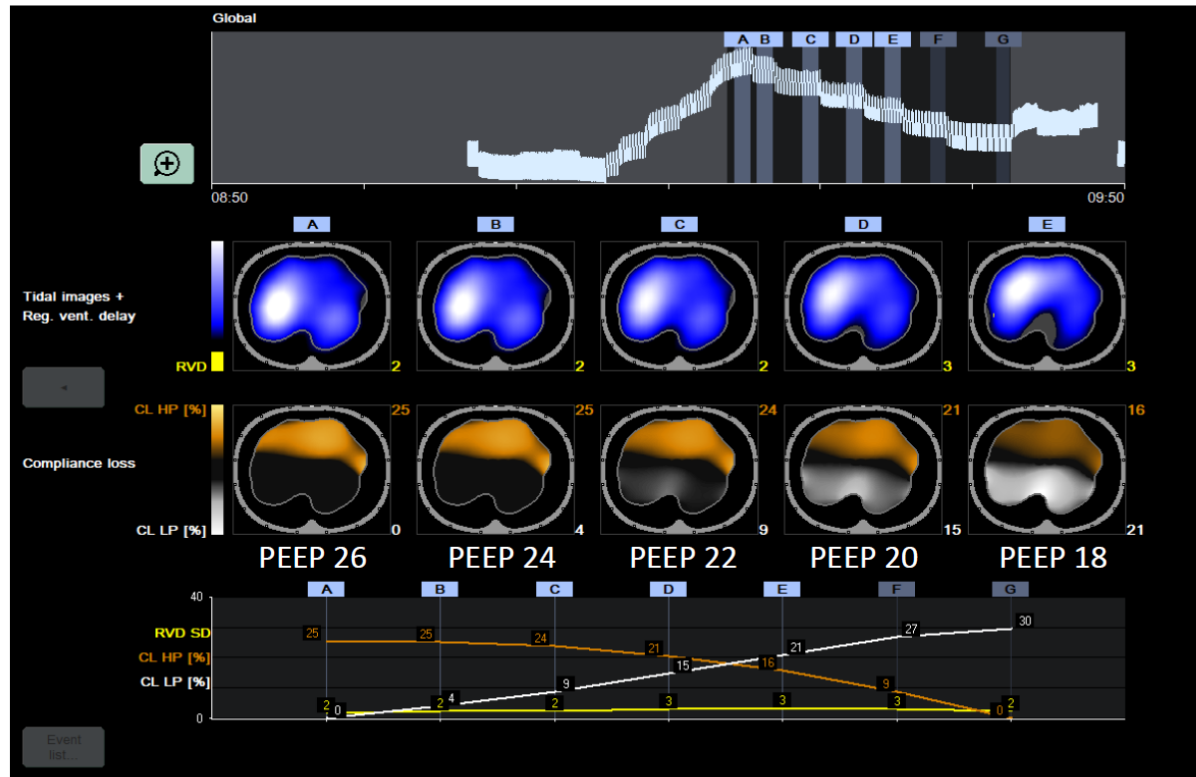 Global
A B C D E F G
08:50 09:50
A B C D E
Tidal images +
Reg. vent. delay
RVD 2 2 2 3 3
CL HP [%] 25 25 24 21 16
Compliance loss
CL LP [%] 0 4 9 15 21
PEEP 26 PEEP 24 PEEP 22 PEEP 20 PEEP 18
A B C D E F G
40
RVD SD
CL HP [%]
CL LP [%]
0
25 25 24 21 16 9 0
0 4 9 15 21 27 30
2 2 2 3 3 3 2
Event
list...